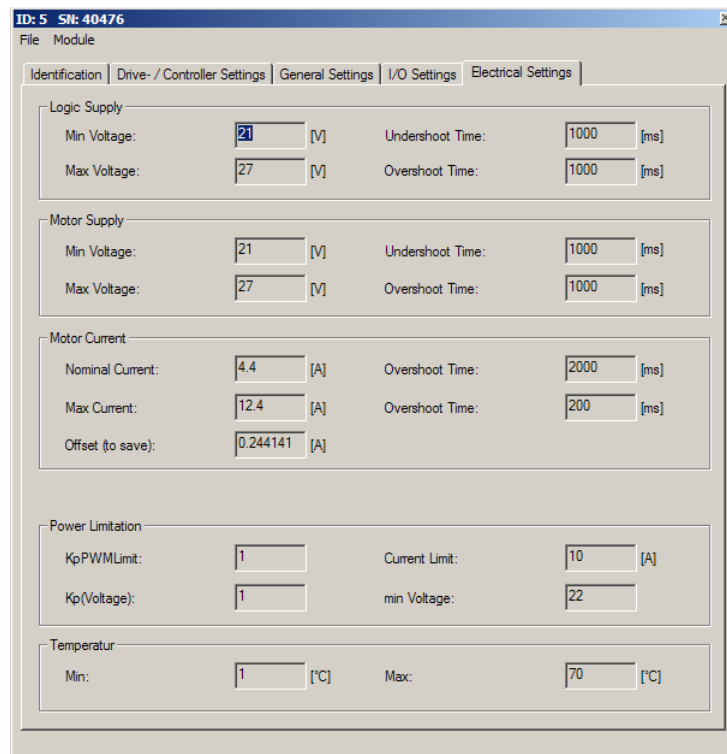 ID: 5 SN: 40476
File Module
Identification Drive- / Controller Settings General Settings I/O Settings Electrical Settings
Logic Supply
Min Voltage: 21 [V] Undershoot Time: 1000 [ms]
Max Voltage: 27 [V] Overshoot Time: 1000 [ms]
Motor Supply
Min Voltage: 21 [V] Undershoot Time: 1000 [ms]
Max Voltage: 27 [V] Overshoot Time: 1000 [ms]
Motor Current
Nominal Current: 4.4 [A] Overshoot Time: 2000 [ms]
Max Current: 12.4 [A] Overshoot Time: 200 [ms]
Offset (to save): 0.244141 [A]
Power Limitation
KpPWMLimit: 1 Current Limit: 10 [A]
Kp(Voltage): 1 min Voltage: 22
Temperatur
Min: 1 [°C] Max: 70 [°C]